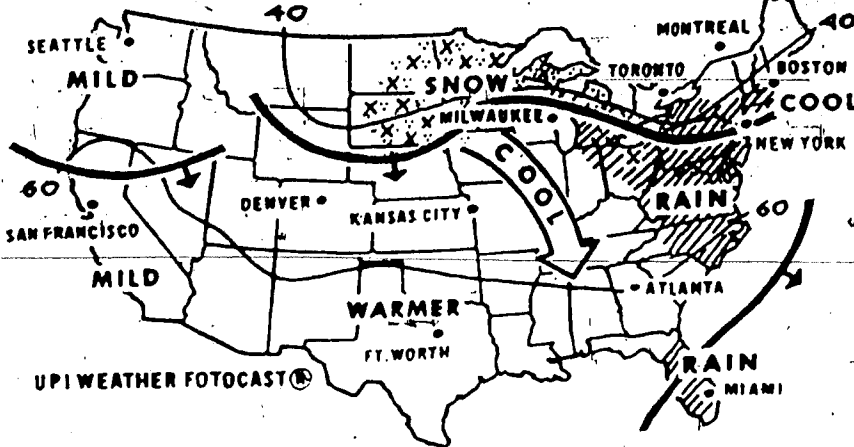 40
40
MONTREAL
SEATTLE
MILD
TORONTO
BOSTON
SNOW
COOL
MILWAUKEE
NEW YORK
COOL
60
DENVER
KANSAS CITY
RAIN
60
SAN FRANCISCO
MILD
ATLANTA
WARMER
FT. WORTH
RAIN
UPI WEATHER FOTOCAST ®
MIAMI